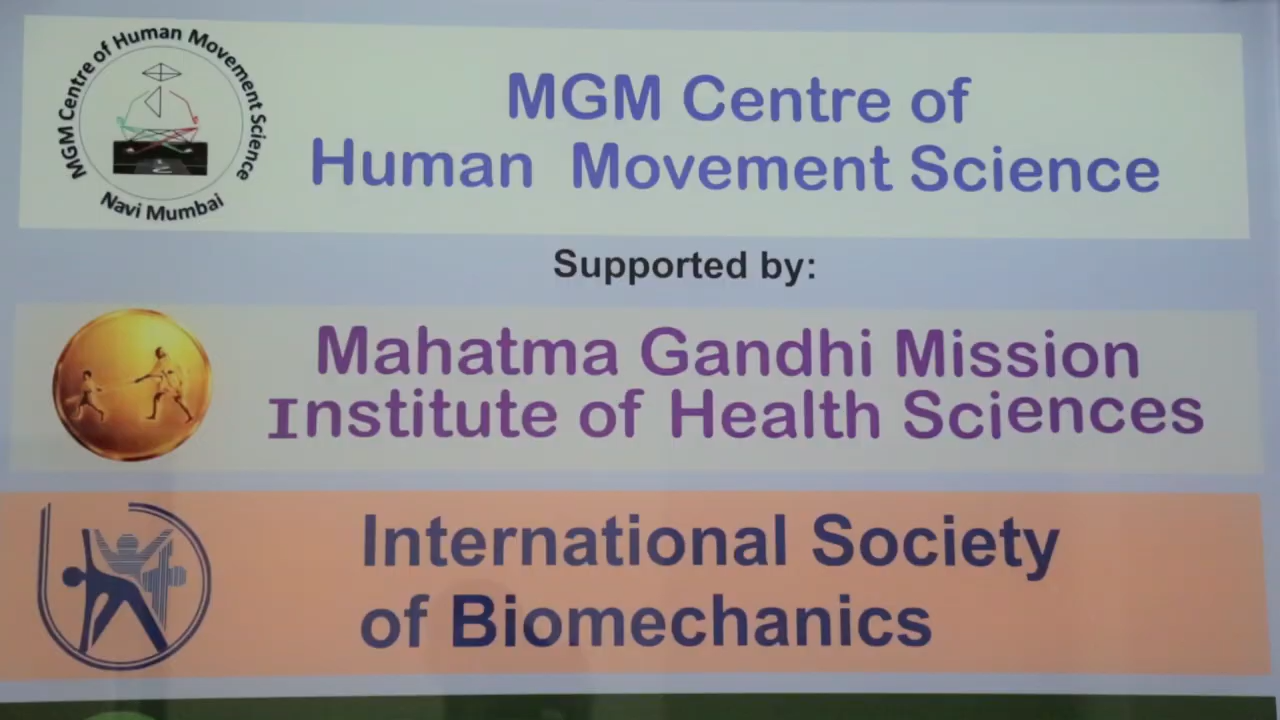 MGM Centre of Human Movement Science
Navi Mumbai
MGM Centre of
Human Movement Science
Supported by:
Mahatma Gandhi Mission
Institute of Health Sciences
International Society
of Biomechanics